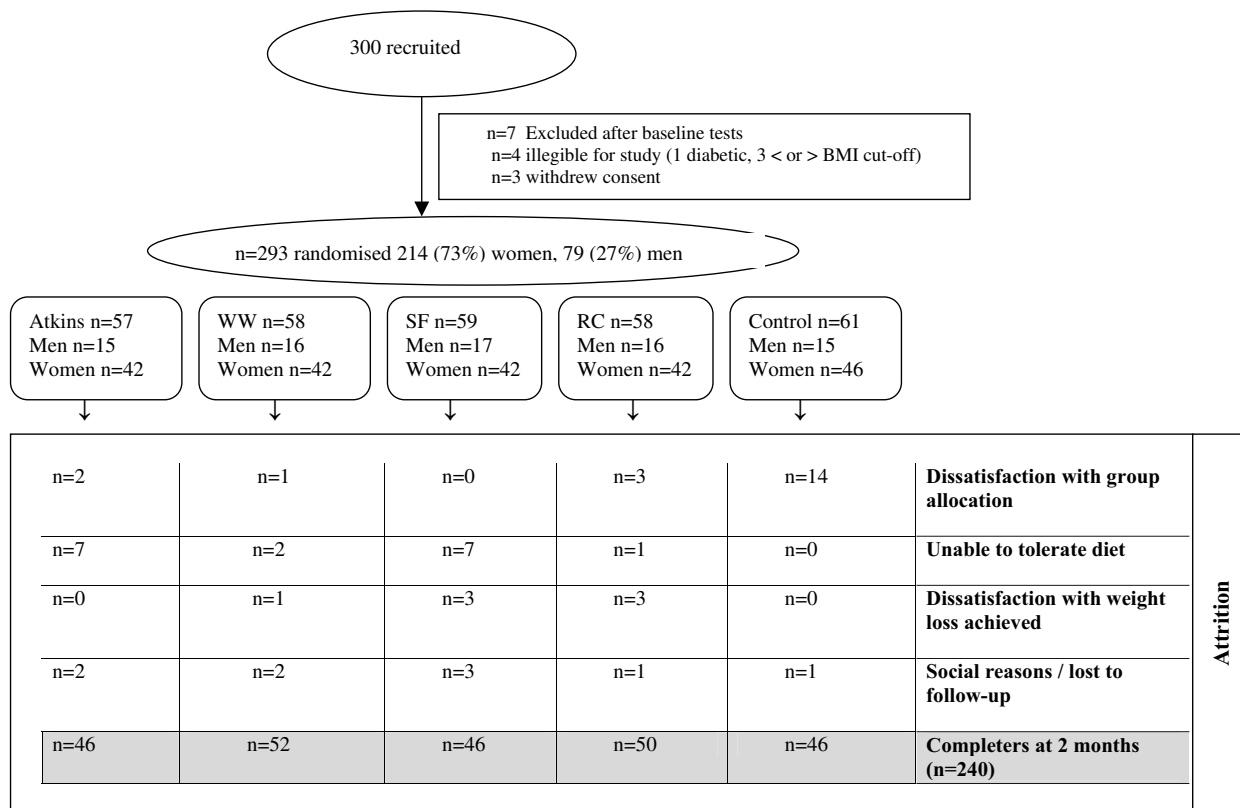 300 recruited
n=7 Excluded after baseline tests
n=4 illegible for study (1 diabetic, 3 < or > BMI cut-off)
n=3 withdrew consent
n=293 randomised 214 (73%) women, 79 (27%) men
Atkins n=57
Men n=15
Women n=42
WW n=58
Men n=16
Women n=42
SF n=59
Men n=17
Women n=42
RC n=58
Men n=16
Women n=42
Control n=61
Men n=15
Women n=46
n=2 n=1 n=0 n=3 n=14 Dissatisfaction with group
allocation
n=7 n=2 n=7 n=1 n=0 Unable to tolerate diet
n=0 n=1 n=3 n=3 n=0 Dissatisfaction with weight
loss achieved
n=2 n=2 n=3 n=1 n=1 Social reasons / lost to
follow-up
n=46 n=52 n=46 n=50 n=46 Completers at 2 months
(n=240)
Attrition